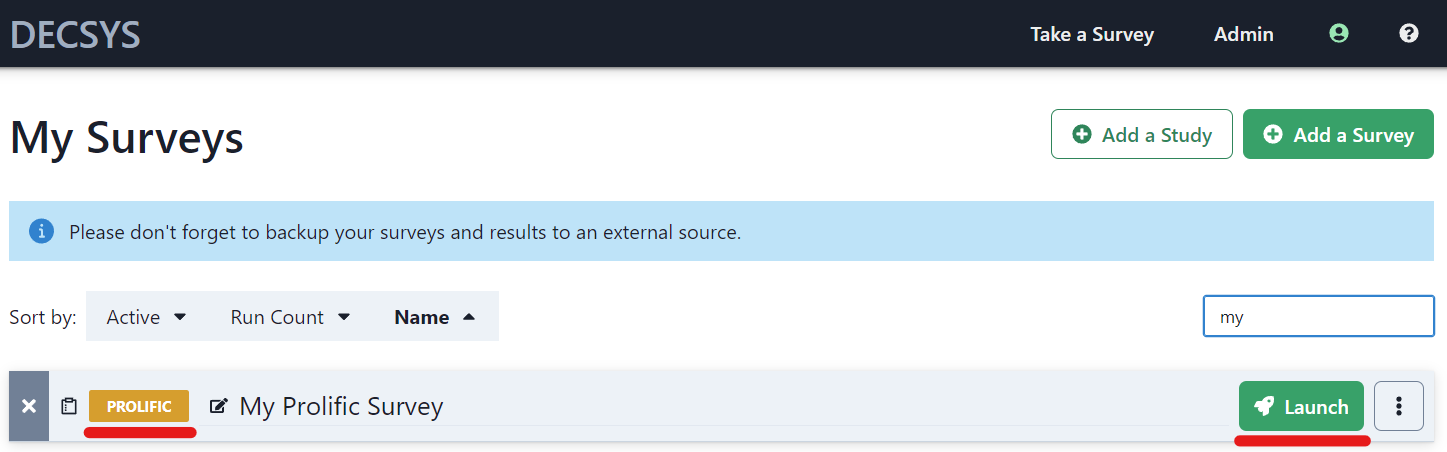 DECSYS Take a Survey Admin
My Surveys Add a Study Add a Survey
Please don't forget to backup your surveys and results to an external source.
Sort by: Active Run Count Name my
PROLIFIC My Prolific Survey Launch